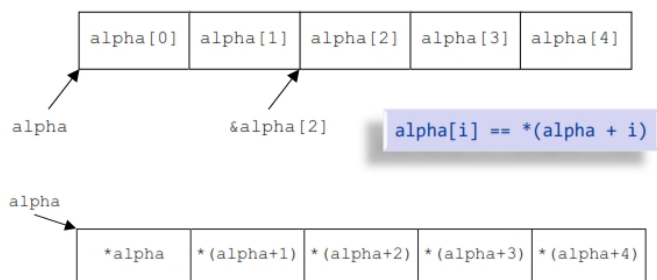 alpha[0] alpha[1] alpha[2] alpha[3] alpha[4]
alpha &alpha[2]
alpha[i] == *(alpha + i)
alpha
*alpha *(alpha+1) *(alpha+2) *(alpha+3) *(alpha+4)